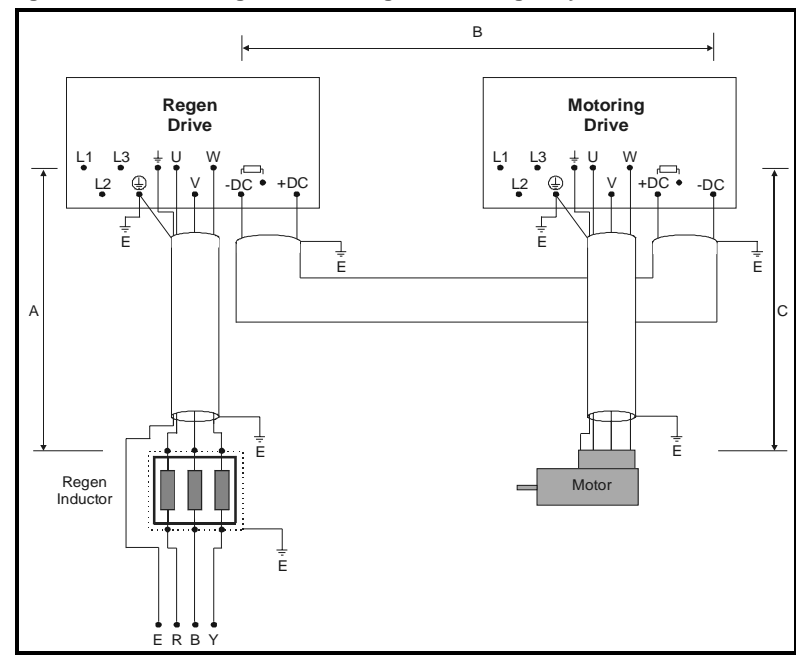 B
Regen
Drive
Motoring
Drive
L1 L3 U W
L2 V -DC +DC
L1 L3 U W
L2 V +DC -DC
E
E
E
E
A
C
E
E
Regen
Inductor
Motor
E
E R B Y